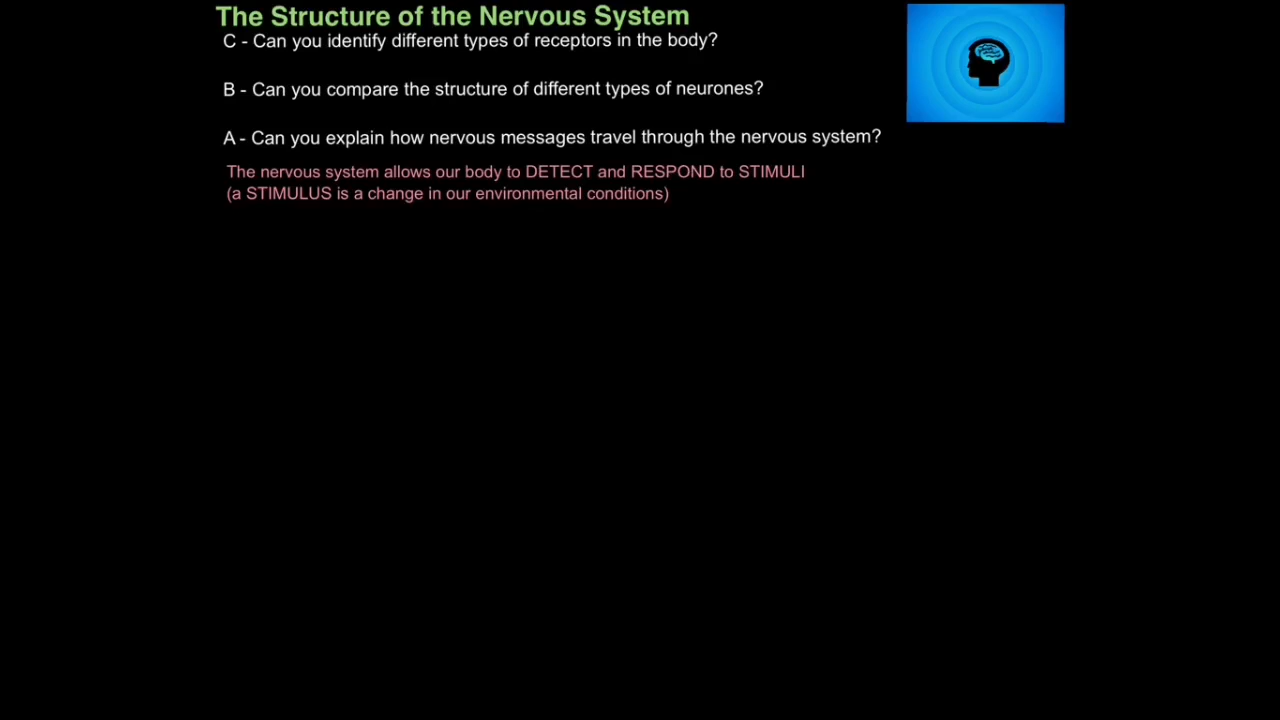 The Structure of the Nervous System
C - Can you identify different types of receptors in the body?
B - Can you compare the structure of different types of neurones?
A - Can you explain how nervous messages travel through the nervous system?
The nervous system allows our body to DETECT and RESPOND to STIMULI
(a STIMULUS is a change in our environmental conditions)